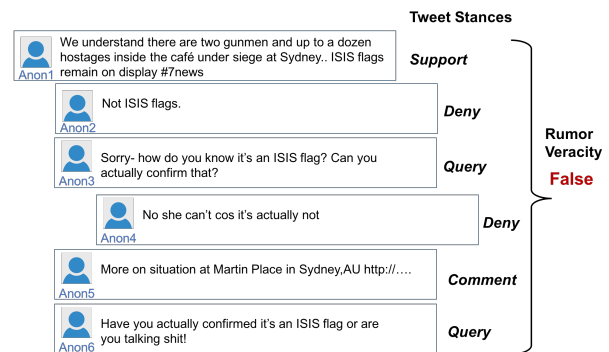 Tweet Stances
We understand there are two gunmen and up to a dozen
hostages inside the café under siege at Sydney.. ISIS flags
remain on display #7news
Anon1
Support
Not ISIS flags.
Anon2
Deny
Sorry- how do you know it's an ISIS flag? Can you
actually confirm that?
Anon3
Query
No she can't cos it's actually not
Anon4
Deny
More on situation at Martin Place in Sydney,AU http://….
Anon5
Comment
Have you actually confirmed it's an ISIS flag or are
you talking shit!
Anon6
Query
Rumor
Veracity
False